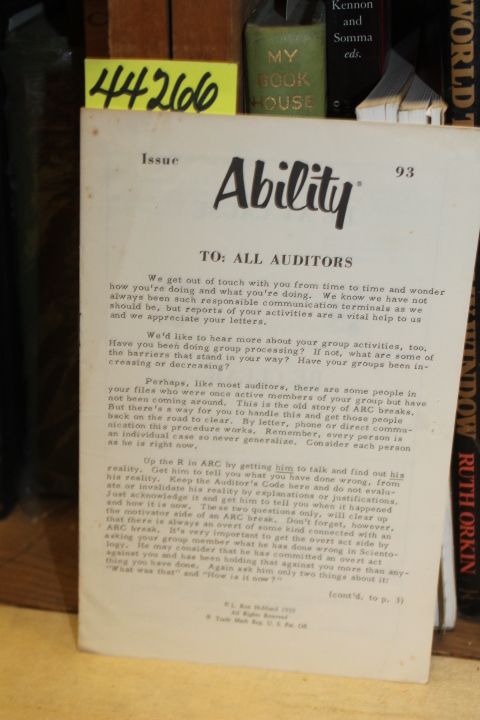 44266
Kennon
and
Somma
eds.
MY
BOOK
HOUSE
WORLD
WINDOW
RUTH ORKIN
Issue
Ability
93
TO: ALL AUDITORS
We get out of touch with you from time to time and wonder
how you're doing and what you're doing. We know we have not
always been such responsible communication terminals as we
should be, but reports of your activities are a vital help to us
and we appreciate your letters.
We'd like to hear more about your group activities, too.
Have you been doing group processing? If not, what are some of
the barriers that stand in your way? Have your groups been in-
creasing or decreasing?
Perhaps, like most auditors, there are some people in
your files who were once active members of your group but have
not been coming around. This is the old story of ARC breaks.
But there's a way for you to handle this and get those people
back on the road to clear. By letter, phone or direct commu-
nication this procedure works. Remember, every person is
an individual case so never generalize. Consider each person
as he is right now.
Up the R in ARC by getting him to talk and find out his
reality. Get him to tell you what you have done wrong, from
his reality. Keep the Auditor's Code here and do not evalu-
ate or invalidate his reality by explanations or justifications.
Just acknowledge it and get him to tell you when it happened
and how it is now. These two questions only, will clear up
the motivator side of an ARC break. Don't forget, however,
that there is always an overt of some kind connected with an
ARC break. It's very important to get the overt act side by
asking your group member what he has done wrong in Sciento-
logy. He may consider that he has committed an overt act
against you and has been holding that against you more than any-
thing you have done. Again ask him only two things about it:
"What was that" and "How is it now?"
(cont'd. to p. 3)
© L. Ron Hubbard 1959
All Rights Reserved
® Trade Mark Reg. U.S. Pat. Off.